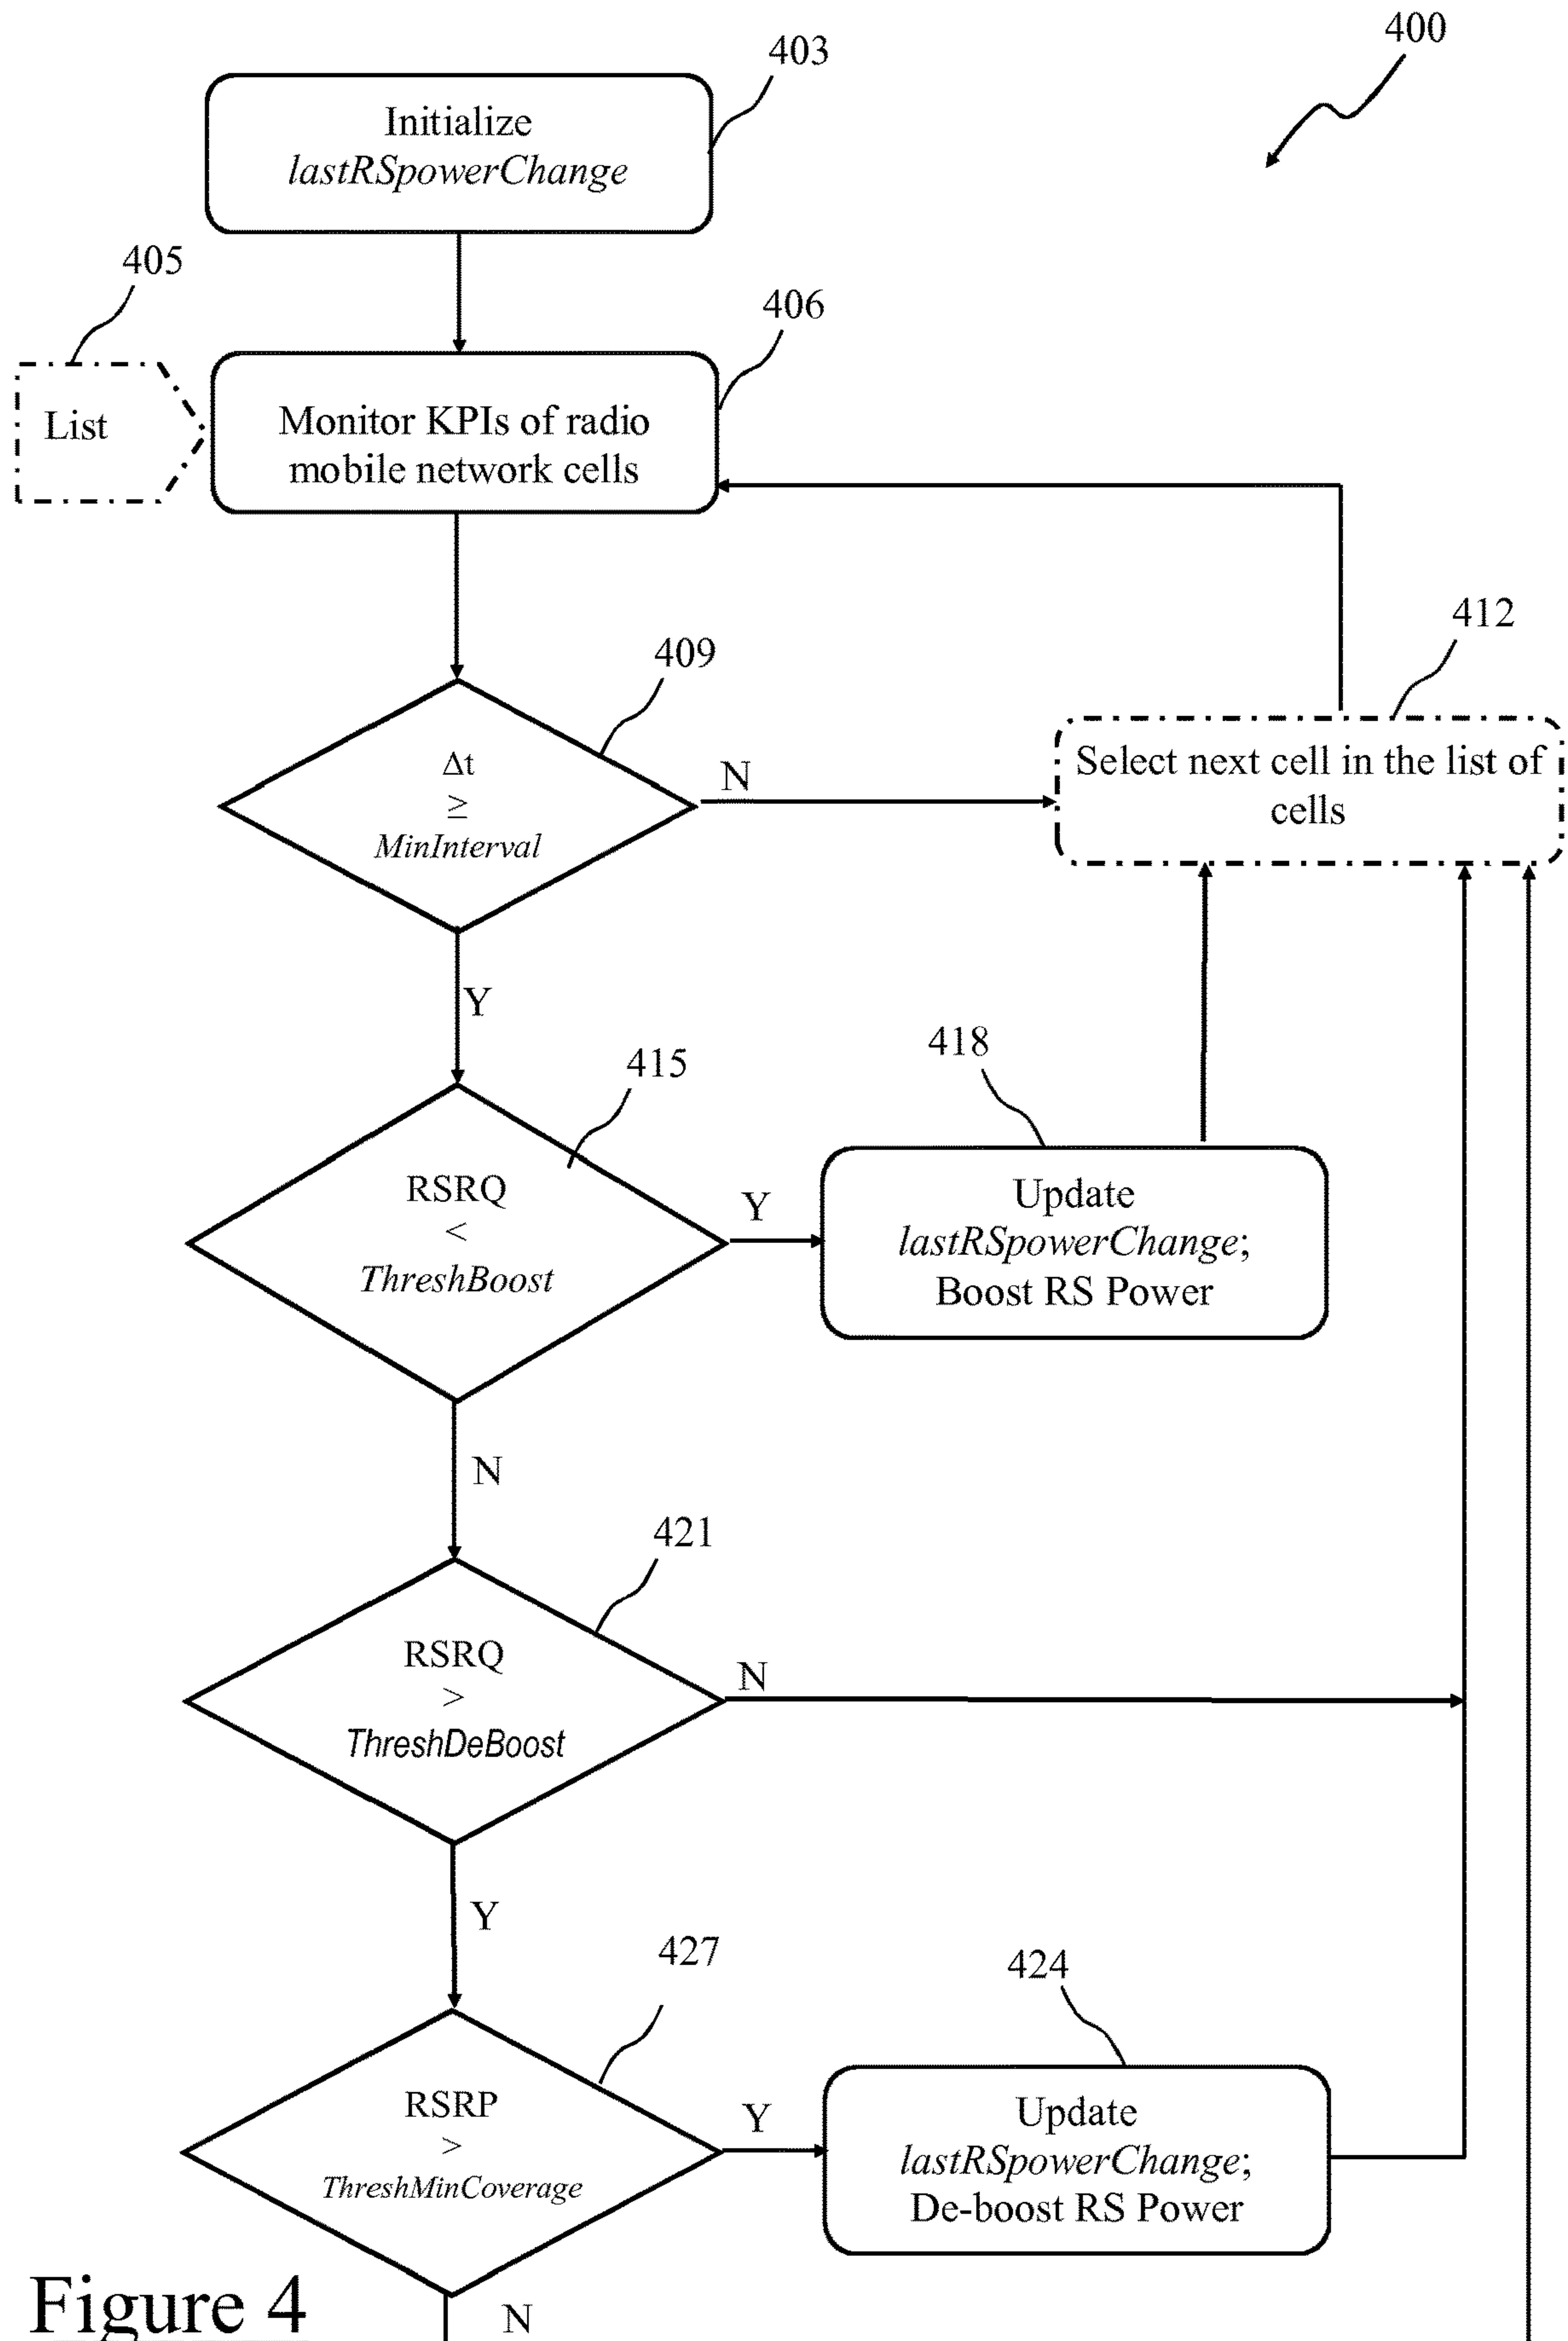 400
403
Initialize
lastRSpowerChange
405
406
List
Monitor KPIs of radio
mobile network cells
412
409
Δt
≥
MinInterval
N
Select next cell in the list of
cells
Y
418
415
RSRQ
<
ThreshBoost
Y
Update
lastRSpowerChange;
Boost RS Power
N
421
RSRQ
>
ThreshDeBoost
N
Y
427
424
RSRP
>
ThreshMinCoverage
Y
Update
lastRSpowerChange;
De-boost RS Power
N
Figure 4